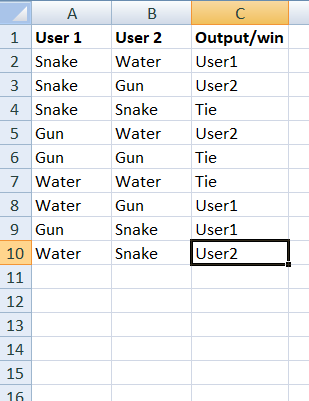 A B C
1 User 1 User 2 Output/win
2 Snake Water User1
3 Snake Gun User2
4 Snake Snake Tie
5 Gun Water User2
6 Gun Gun Tie
7 Water Water Tie
8 Water Gun User1
9 Gun Snake User1
10 Water Snake User2
11
12
13
14
15
16